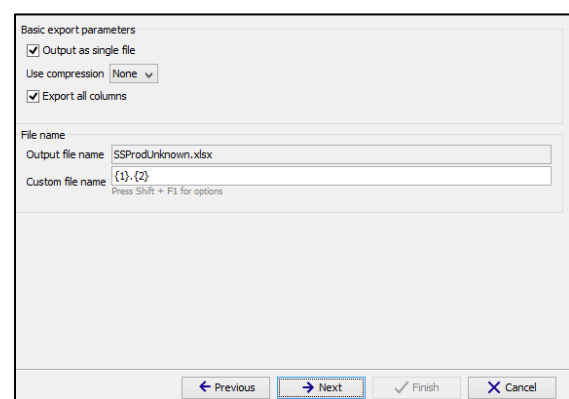 Basic export parameters
Output as single file
Use compression None
Export all columns
File name
Output file name SSProdUnknown.xlsx
Custom file name {1}.{2}
Press Shift + F1 for options
Previous Next Finish Cancel